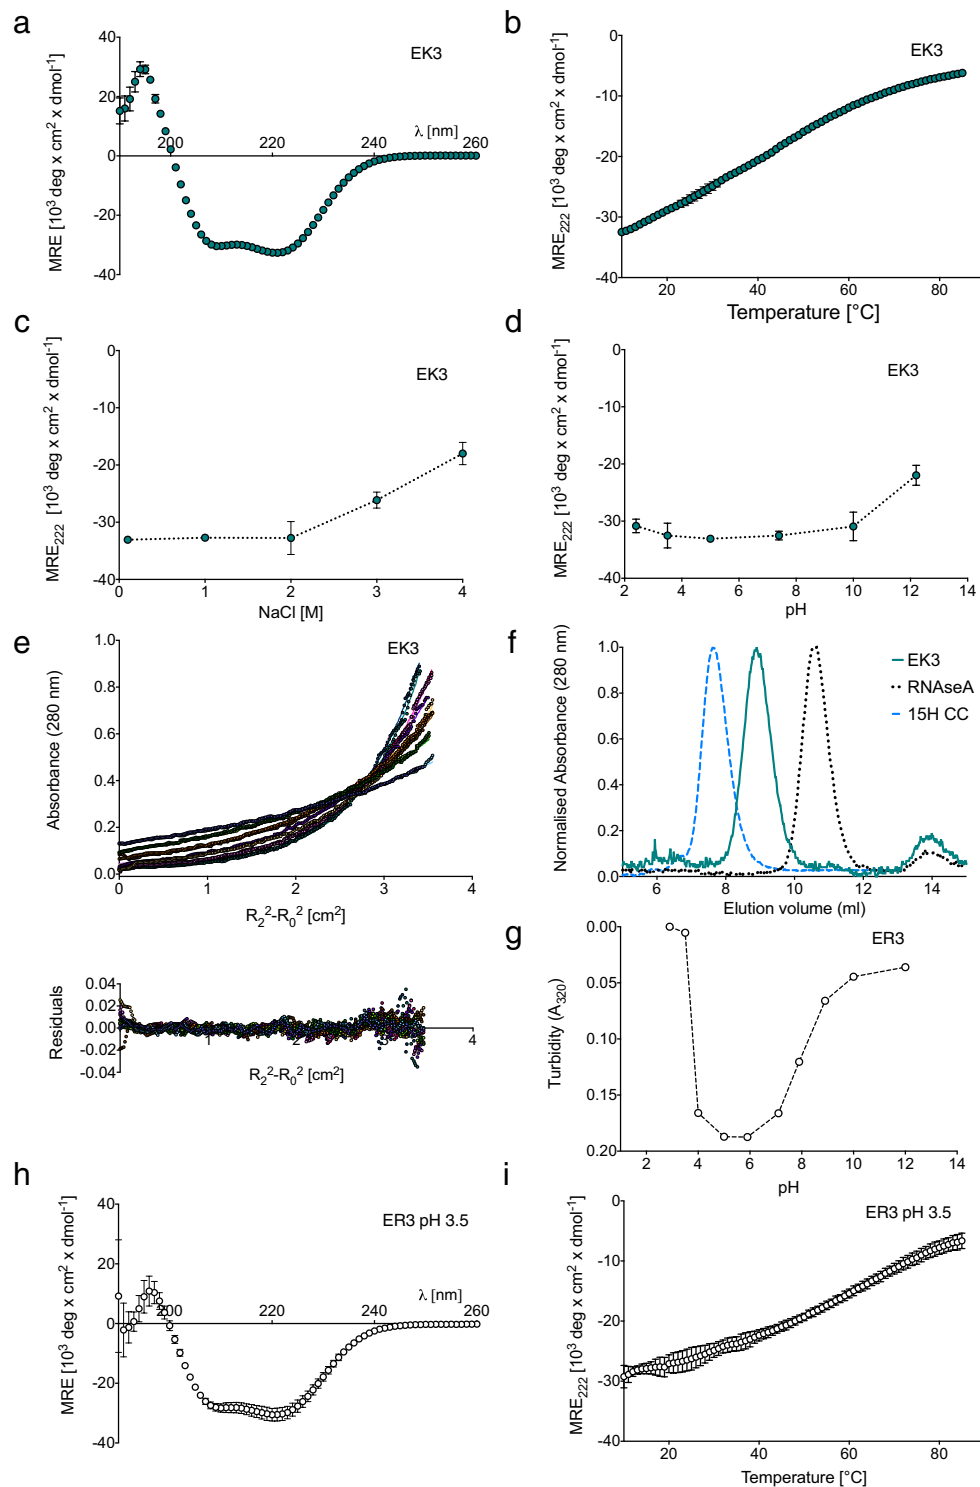 a
EK3
MRE [10³ deg x cm² x dmol⁻¹]
40
20
0
-20
-40
200
220
240
260
λ [nm]
b
EK3
MRE₂₂₂ [10³ deg x cm² x dmol⁻¹]
0
-10
-20
-30
-40
20
40
60
80
Temperature [°C]
c
EK3
MRE₂₂₂ [10³ deg x cm² x dmol⁻¹]
0
-10
-20
-30
-40
0
1
2
3
4
NaCl [M]
d
EK3
MRE₂₂₂ [10³ deg x cm² x dmol⁻¹]
0
-10
-20
-30
-40
2
4
6
8
10
12
14
pH
e
EK3
Absorbance (280 nm)
1.0
0.8
0.6
0.4
0.2
0.0
0
1
2
3
4
R₂²-R₀² [cm²]
Residuals
0.04
0.02
0.00
-0.02
-0.04
1
2
3
4
R₂²-R₀² [cm²]
f
EK3
RNAseA
15H CC
Normalised Absorbance (280 nm)
1.0
0.8
0.6
0.4
0.2
0.0
6
8
10
12
14
Elution volume (ml)
g
ER3
Turbidity (A₃₂₀)
0.00
0.05
0.10
0.15
0.20
2
4
6
8
10
12
14
pH
h
ER3 pH 3.5
MRE [10³ deg x cm² x dmol⁻¹]
40
20
0
-20
-40
200
220
240
260
λ [nm]
i
ER3 pH 3.5
MRE₂₂₂ [10³ deg x cm² x dmol⁻¹]
0
-10
-20
-30
-40
20
40
60
80
Temperature [°C]